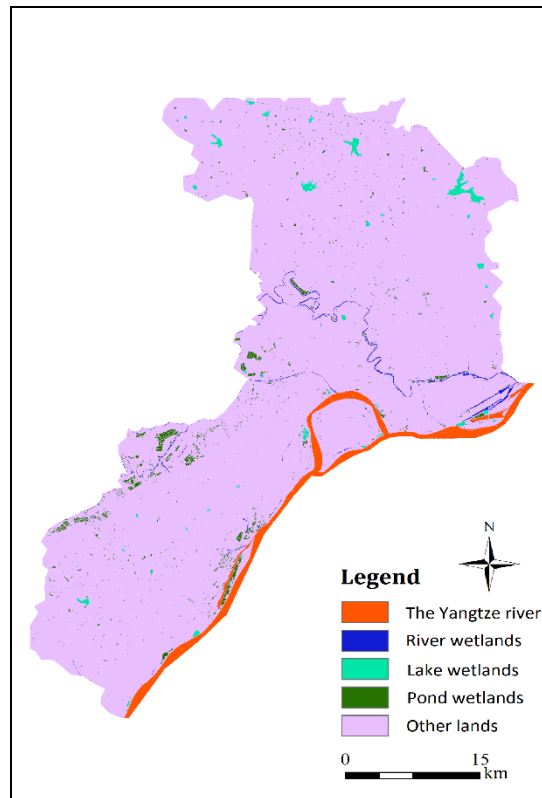 N
Legend
The Yangtze river
River wetlands
Lake wetlands
Pond wetlands
Other lands
0 15
km